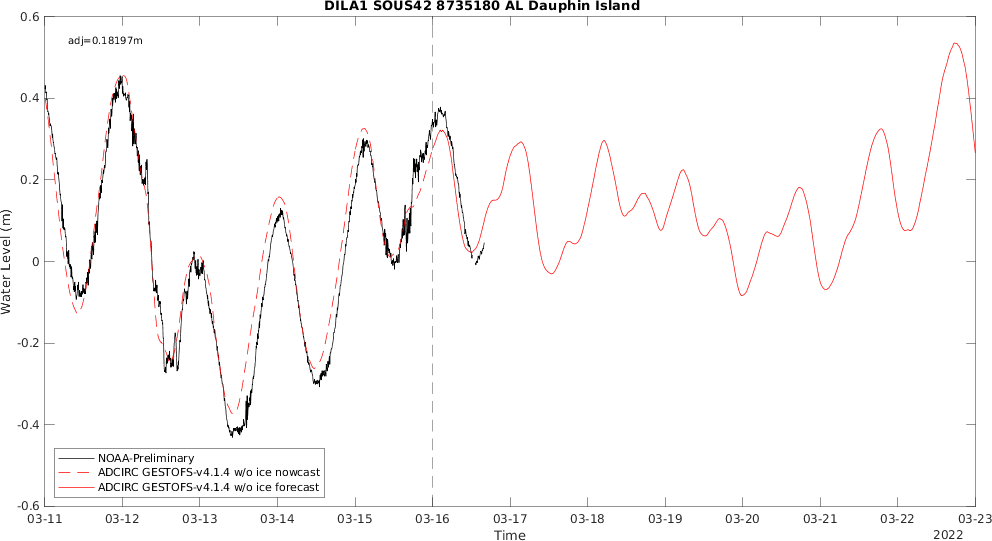 DILA1 SOUS42 8735180 AL Dauphin Island
adj=0.18197m
0.6
0.4
0.2
0
-0.2
-0.4
-0.6
Water Level (m)
NOAA-Preliminary
ADCIRC GESTOFS-v4.1.4 w/o ice nowcast
ADCIRC GESTOFS-v4.1.4 w/o ice forecast
03-11 03-12 03-13 03-14 03-15 03-16 03-17 03-18 03-19 03-20 03-21 03-22 03-23
Time
2022